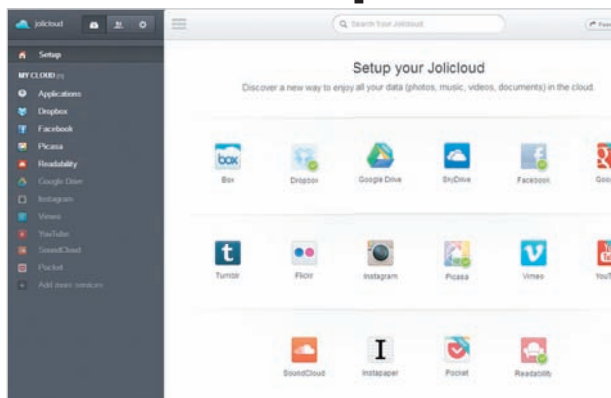 jolicloud
Search Your Jolicloud
Setup
MY CLOUD
Applications
Dropbox
Facebook
Picasa
Readability
Google Drive
Instagram
Vimeo
YouTube
SoundCloud
Pocket
Add more services
Setup your Jolicloud
Discover a new way to enjoy all your data (photos, music, videos, documents) in the cloud.
box
Box Dropbox Google Drive SkyDrive Facebook
t
Tumblr Flickr Instagram Picasa Vimeo
I
SoundCloud Instapaper Pocket Readability